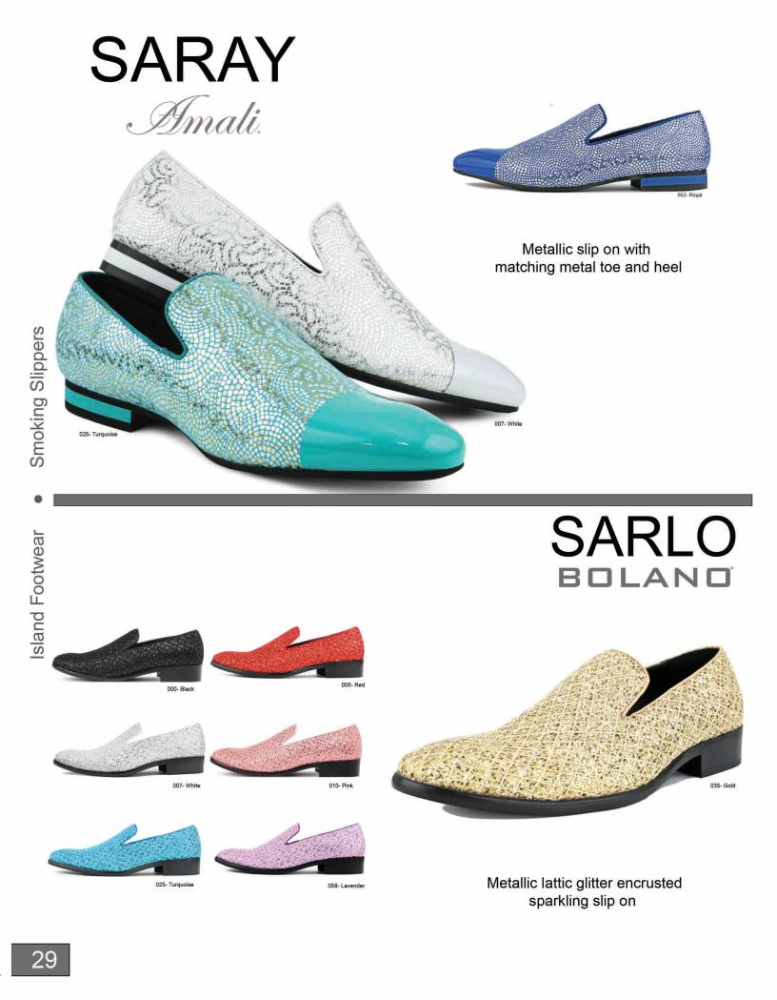 SARAY
Amali
052- Royal
Metallic slip on with
matching metal toe and heel
007- White
025- Turquoise
Smoking Slippers
Island Footwear
SARLO
BOLANO
000- Black
005- Red
007- White
010- Pink
035- Gold
025- Turquoise
058- Lavender
Metallic lattic glitter encrusted
sparkling slip on
29